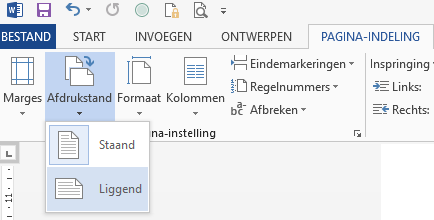 BESTAND START INVOEGEN ONTWERPEN PAGINA-INDELING
Marges Afdrukstand Formaat Kolommen
Eindemarkeringen
Regelnummers
Afbreken
Inspringing
Links:
Rechts:
na-instelling
Staand
Liggend
L
11